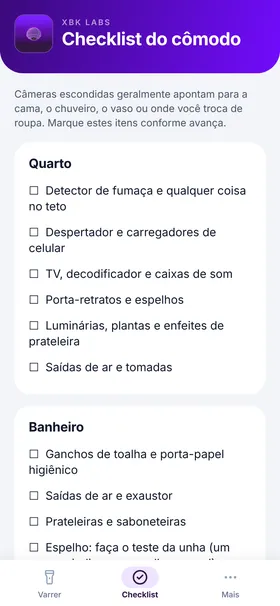 XBK LABS
Checklist do cômodo
Câmeras escondidas geralmente apontam para a
cama, o chuveiro, o vaso ou onde você troca de
roupa. Marque estes itens conforme avança.
Quarto
☐ Detector de fumaça e qualquer coisa
no teto
☐ Despertador e carregadores de
celular
☐ TV, decodificador e caixas de som
☐ Porta-retratos e espelhos
☐ Luminárias, plantas e enfeites de
prateleira
☐ Saídas de ar e tomadas
Banheiro
☐ Ganchos de toalha e porta-papel
higiênico
☐ Saídas de ar e exaustor
☐ Prateleiras e saboneteiras
☐ Espelho: faça o teste da unha (um
Varrer
Checklist
Mais